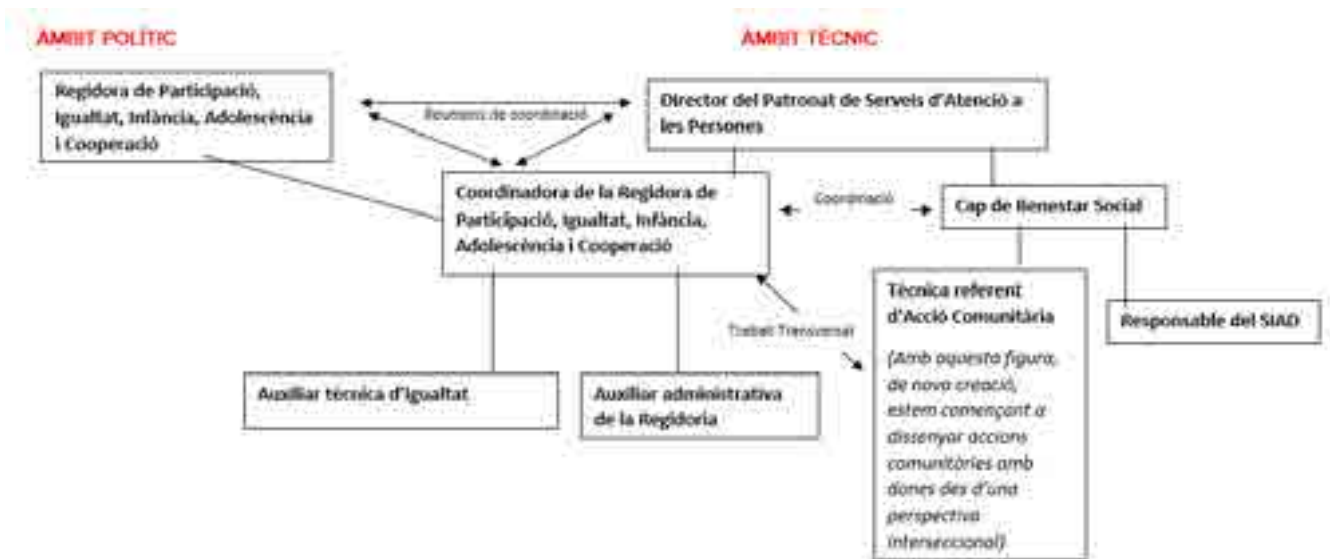 ÀMBIT POLÍTIC
ÀMBIT TÈCNIC
Regidora de Participació,
Igualtat, Infància, Adolescència
i Cooperació
Reunions de coordinació
Director del Patronat de Serveis d'Atenció a
les Persones
Coordinadora de la Regidora de
Participació, Igualtat, Infància,
Adolescència i Cooperació
Coordinació
Cap de Benestar Social
Tècnica referent
d'Acció Comunitària
(Amb aquesta figura,
de nova creació,
estem començant a
dissenyar accions
comunitàries amb
dones des d'una
perspectiva
interseccional)
Responsable del SIAD
Treball Transversal
Auxiliar tècnica d'Igualtat
Auxiliar administrativa
de la Regidoria